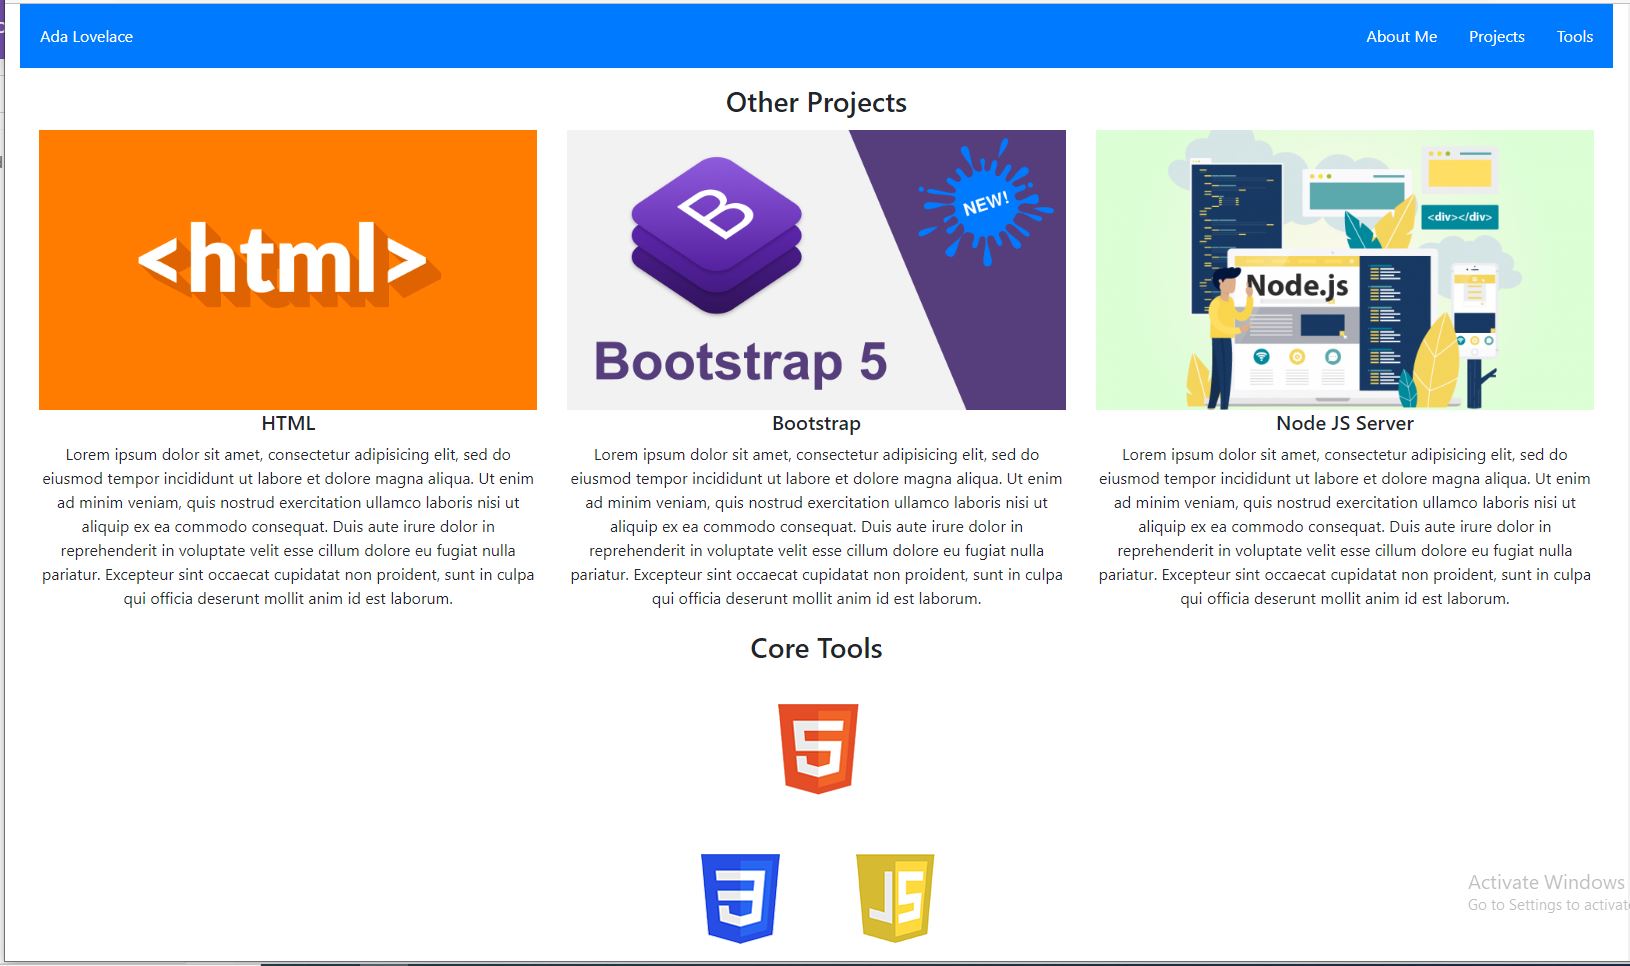 Ada Lovelace
About Me Projects Tools
Other Projects
<html>
B
NEW!
Bootstrap 5
<div></div>
Node.js
HTML
Lorem ipsum dolor sit amet, consectetur adipisicing elit, sed do
eiusmod tempor incididunt ut labore et dolore magna aliqua. Ut enim
ad minim veniam, quis nostrud exercitation ullamco laboris nisi ut
aliquip ex ea commodo consequat. Duis aute irure dolor in
reprehenderit in voluptate velit esse cillum dolore eu fugiat nulla
pariatur. Excepteur sint occaecat cupidatat non proident, sunt in culpa
qui officia deserunt mollit anim id est laborum.
Bootstrap
Lorem ipsum dolor sit amet, consectetur adipisicing elit, sed do
eiusmod tempor incididunt ut labore et dolore magna aliqua. Ut enim
ad minim veniam, quis nostrud exercitation ullamco laboris nisi ut
aliquip ex ea commodo consequat. Duis aute irure dolor in
reprehenderit in voluptate velit esse cillum dolore eu fugiat nulla
pariatur. Excepteur sint occaecat cupidatat non proident, sunt in culpa
qui officia deserunt mollit anim id est laborum.
Node JS Server
Lorem ipsum dolor sit amet, consectetur adipisicing elit, sed do
eiusmod tempor incididunt ut labore et dolore magna aliqua. Ut enim
ad minim veniam, quis nostrud exercitation ullamco laboris nisi ut
aliquip ex ea commodo consequat. Duis aute irure dolor in
reprehenderit in voluptate velit esse cillum dolore eu fugiat nulla
pariatur. Excepteur sint occaecat cupidatat non proident, sunt in culpa
qui officia deserunt mollit anim id est laborum.
Core Tools
5
3
JS
Activate Windows
Go to Settings to activate